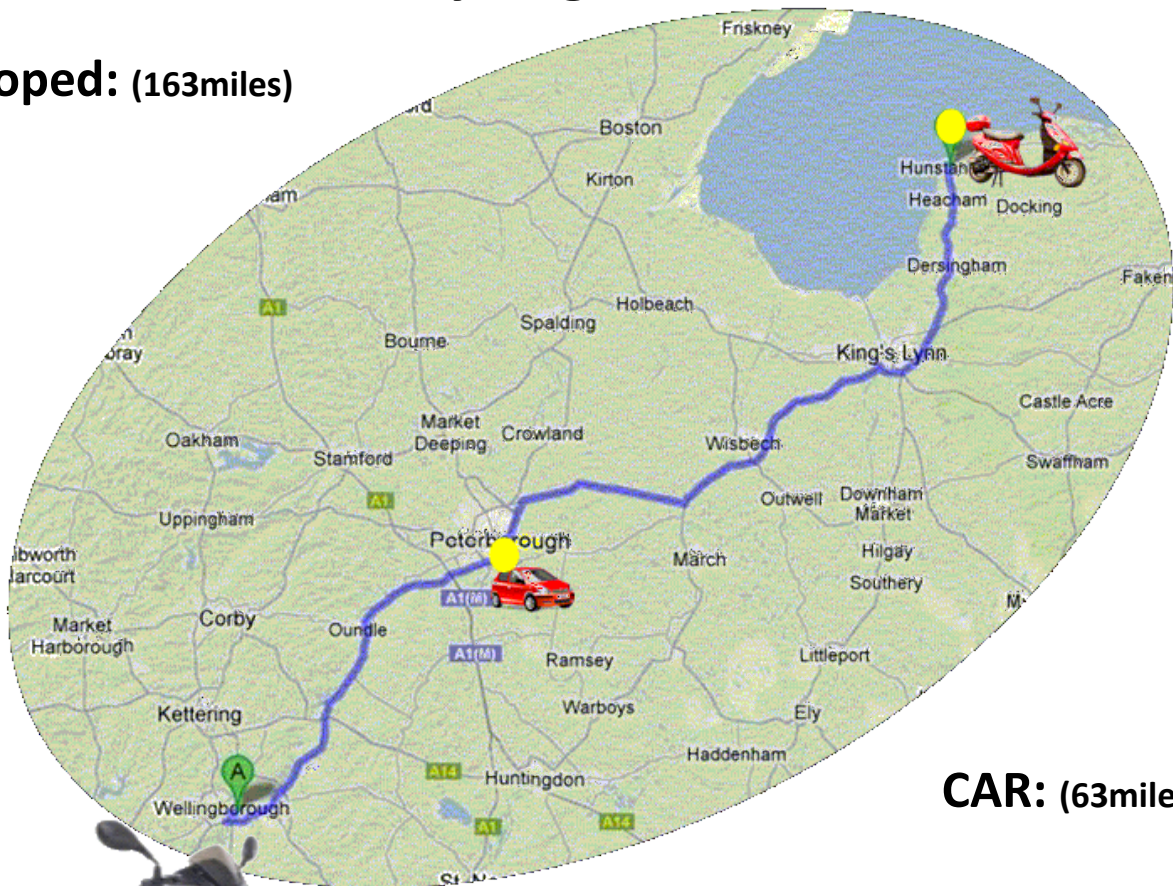 Friskney
oped: (163miles)
Boston
Kirton
Hunstan
Heacham
Docking
Dersingham
Faken
A1
Holbeach
Spalding
Bourne
King's Lynn
Castle Acre
Market
Deeping
Crowland
Oakham
Stamford
Wisbech
Swaffham
A1
Outwell
Downham
Market
Uppingham
Peterborough
March
Hilgay
ibworth
arcourt
Southery
A1(M)
Corby
Oundle
Market
Harborough
A1(M)
Ramsey
Littleport
Kettering
Warboys
Ely
A
Haddenham
A14
Huntingdon
CAR: (63mile
Wellingborough
A1
A14